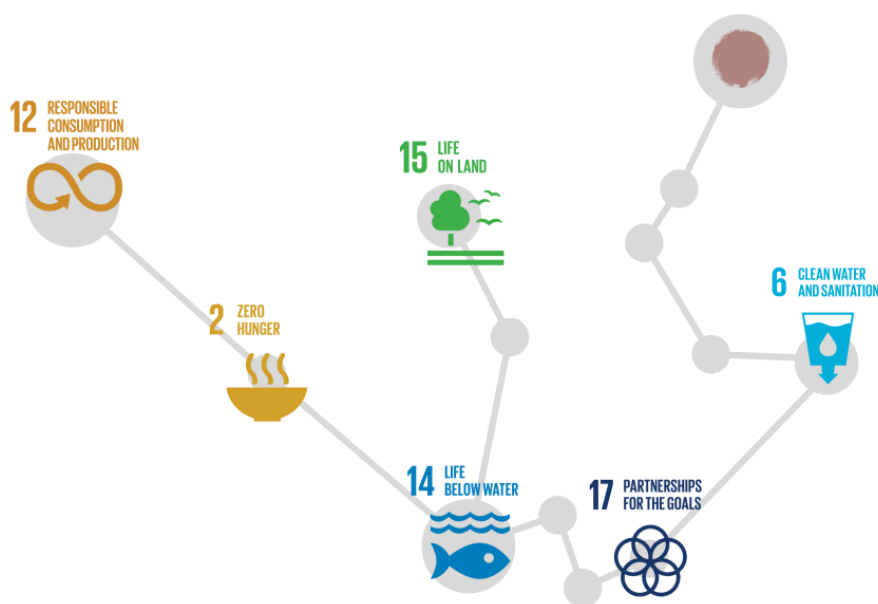 12 RESPONSIBLE
CONSUMPTION
AND PRODUCTION
15 LIFE
ON LAND
6 CLEAN WATER
AND SANITATION
2 ZERO
HUNGER
14 LIFE
BELOW WATER
17 PARTNERSHIPS
FOR THE GOALS